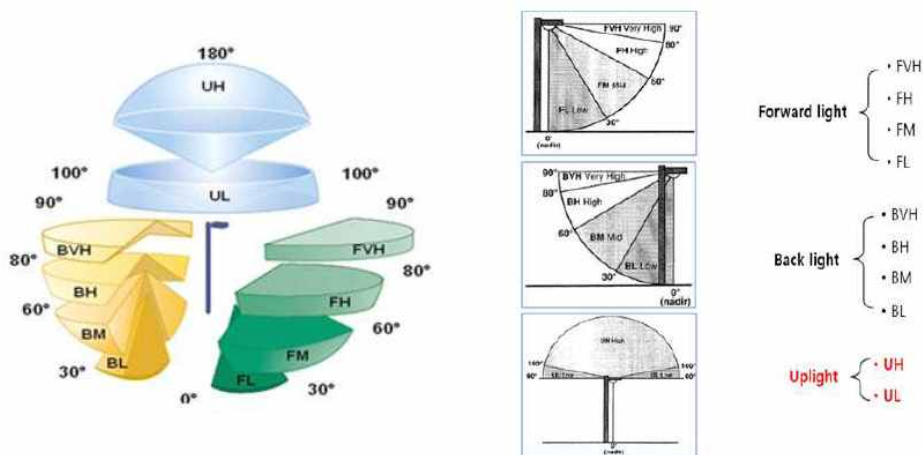 180°
UH
100°
100°
UL
90°
90°
BVH
FVH
80°
80°
BH
FH
60°
60°
BM
FM
BL
FL
30°
30°
0°
FVH Very High
90°
80°
FH High
60°
FM Mid
FL Low
30°
0°
(nadir)
90°
BVH Very High
80°
BH High
60°
BM Mid
30°
BL Low
0°
(nadir)
UH High
100°
100°
UL Low
UL Low
90°
90°
0°
(nadir)
Forward light
• FVH
• FH
• FM
• FL
Back light
• BVH
• BH
• BM
• BL
Uplight
• UH
• UL